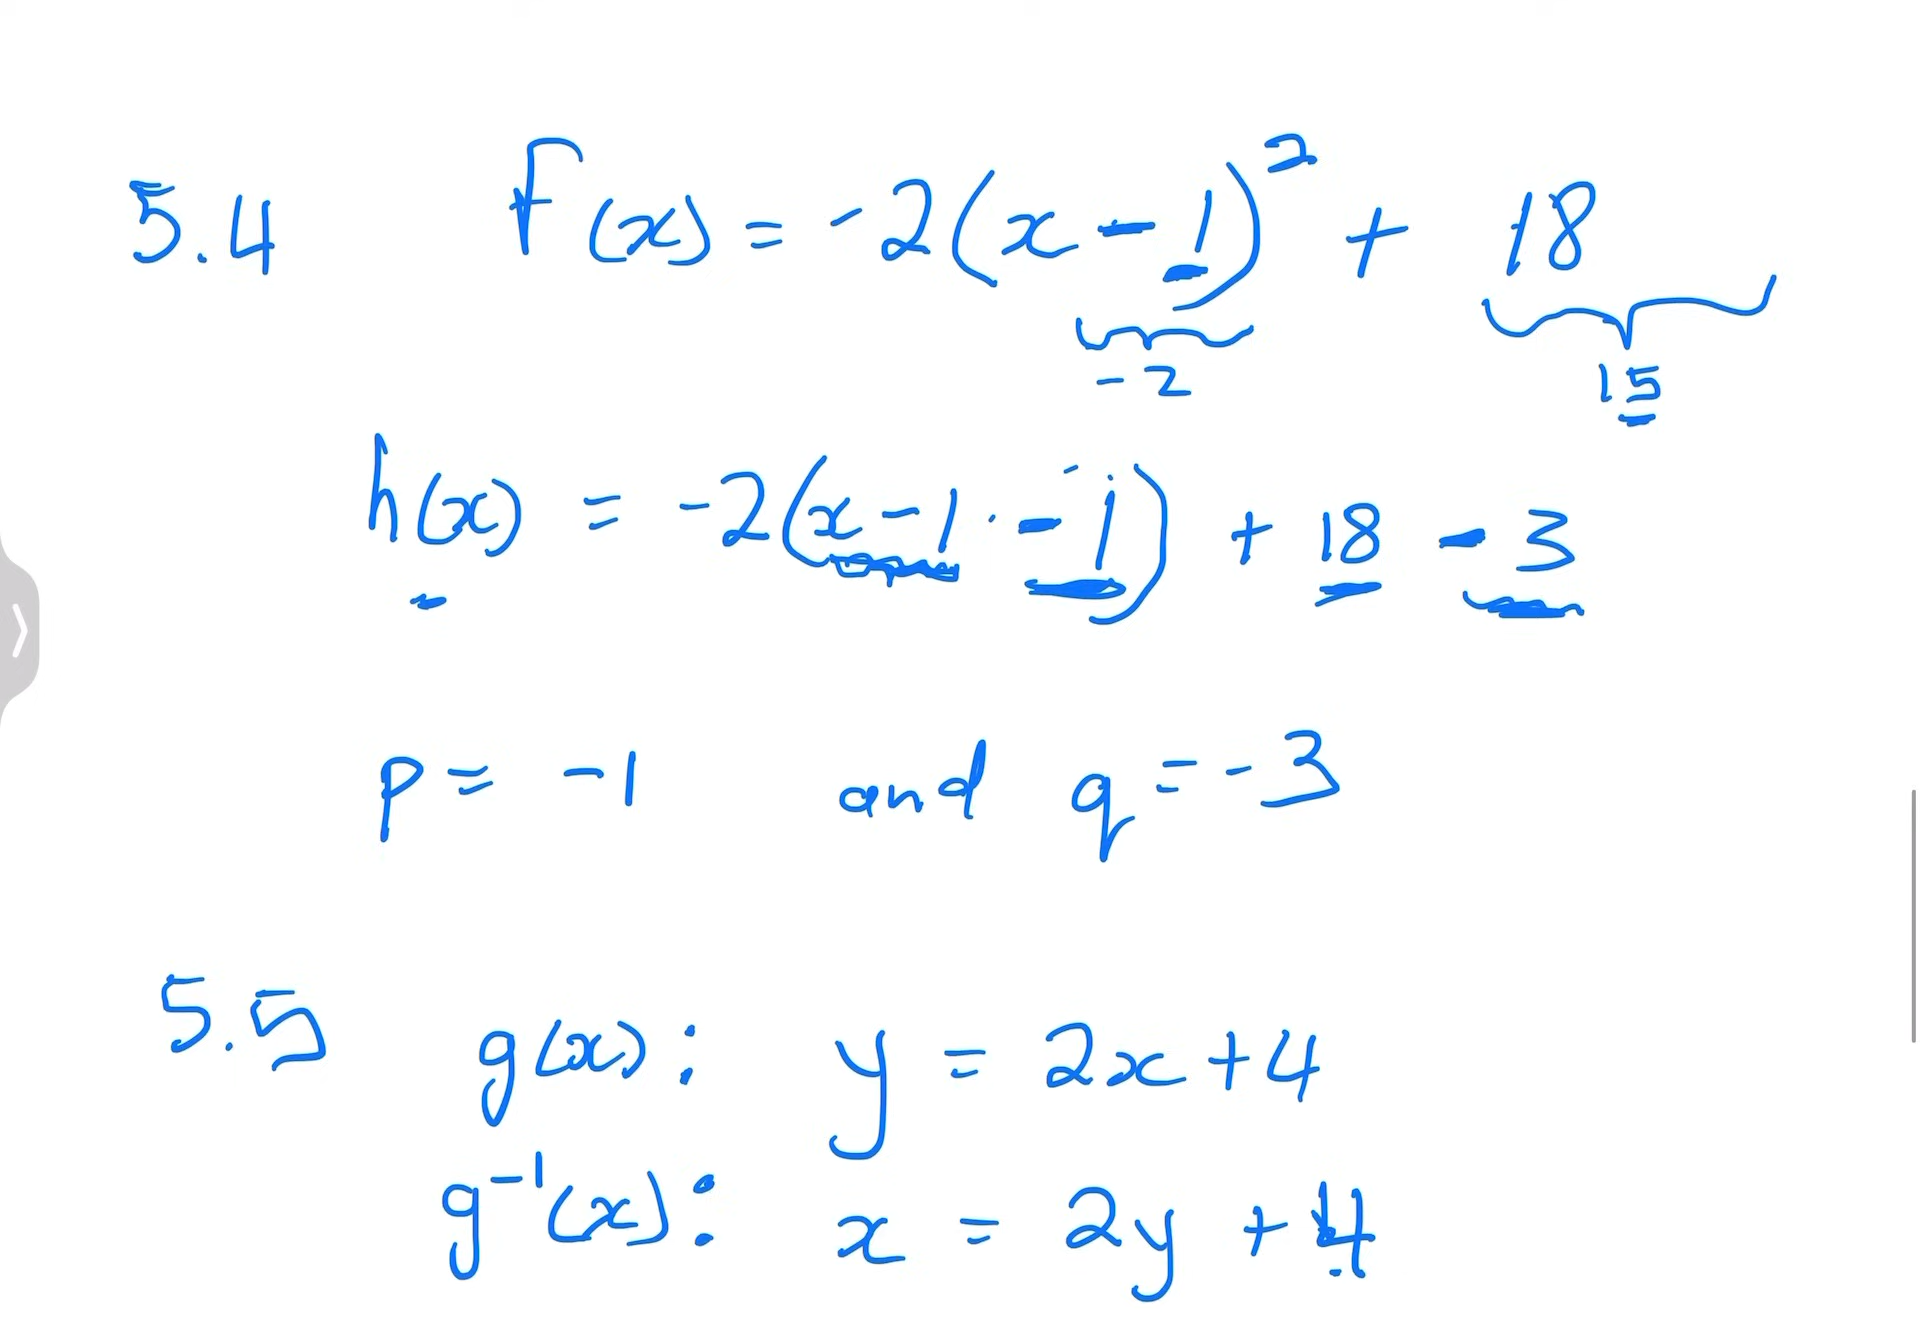 5.4 f(x) = -2(x - 1)² + 18
-2 15
h(x) = -2(x - 1 - 1) + 18 - 3
p = -1 and q = -3
5.5 g(x): y = 2x + 4
g⁻¹(x): x = 2y + 4